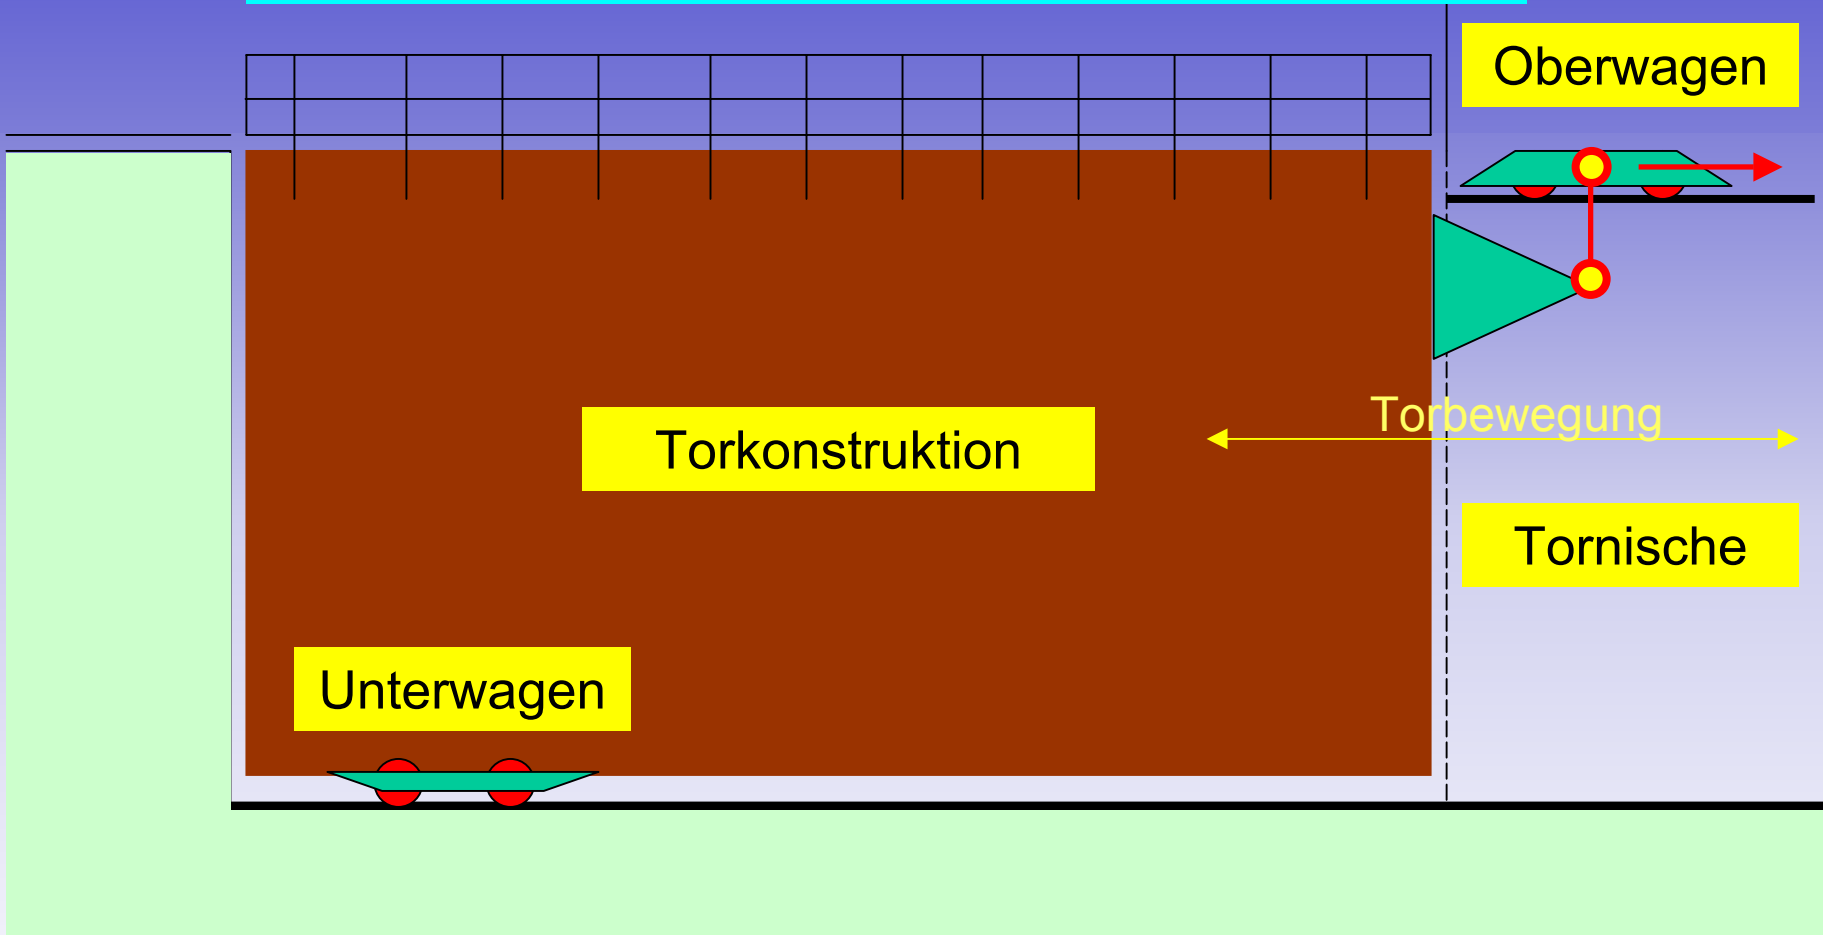 Oberwagen
Torbewegung
Torkonstruktion
Tornische
Unterwagen